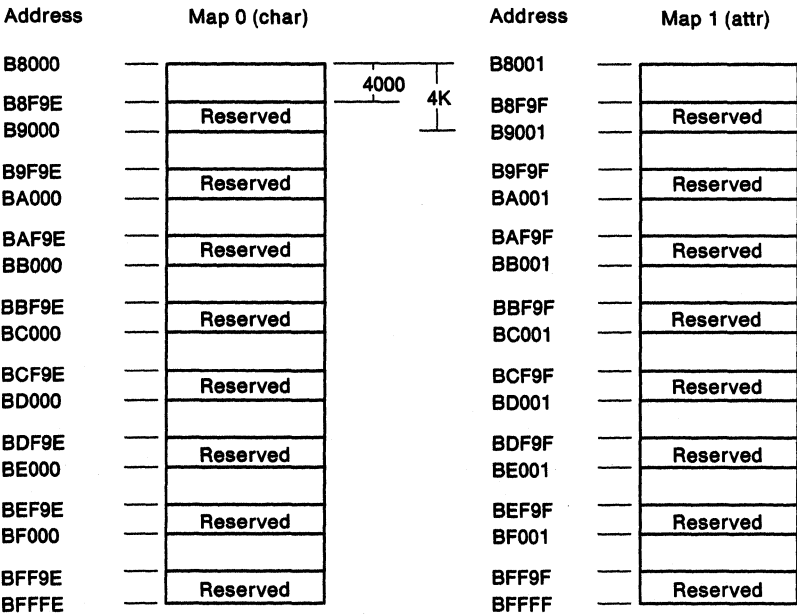 Address Map 0 (char) Address Map 1 (attr)
B8000 B8001
4000
4K
B8F9E Reserved B8F9F Reserved
B9000 B9001
B9F9E Reserved B9F9F Reserved
BA000 BA001
BAF9E Reserved BAF9F Reserved
BB000 BB001
BBF9E Reserved BBF9F Reserved
BC000 BC001
BCF9E Reserved BCF9F Reserved
BD000 BD001
BDF9E Reserved BDF9F Reserved
BE000 BE001
BEF9E Reserved BEF9F Reserved
BF000 BF001
BFF9E Reserved BFF9F Reserved
BFFFE BFFFF